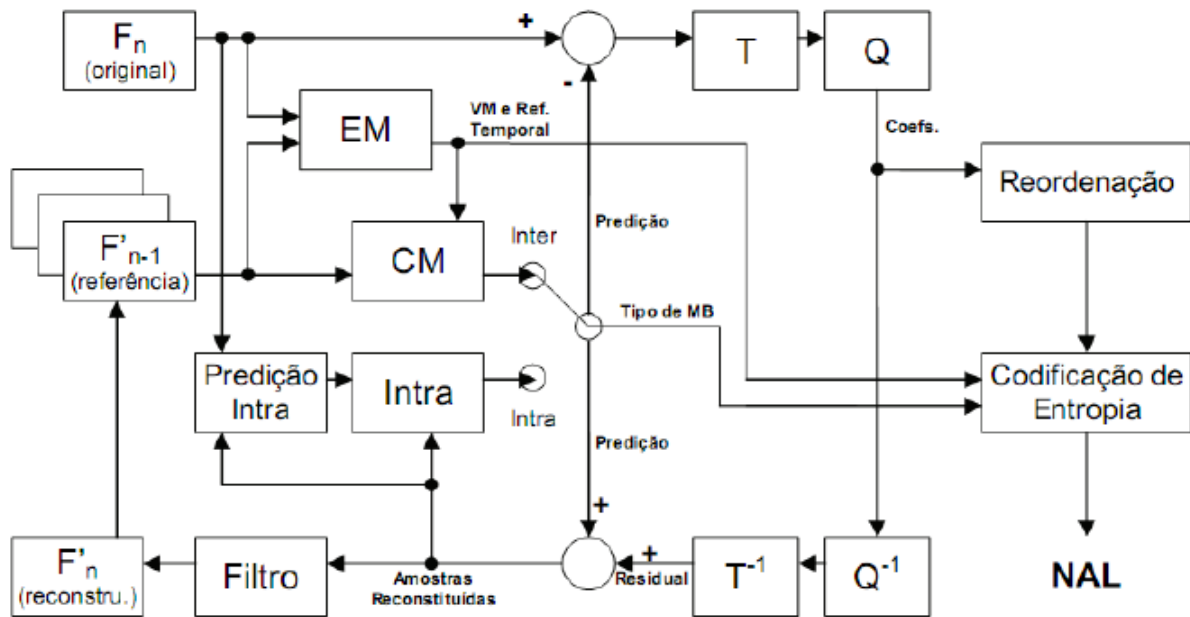 Fn
(original)
+
-
T
Q
EM
VM e Ref.
Temporal
Coefs.
Reordenação
F'n-1
(referência)
CM
Inter
Predição
Tipo de MB
Predição
Intra
Intra
Intra
Codificação de
Entropia
Predição
+
F'n
(reconstru.)
Filtro
Amostras
Reconstituídas
+
Residual
T-1
Q-1
NAL